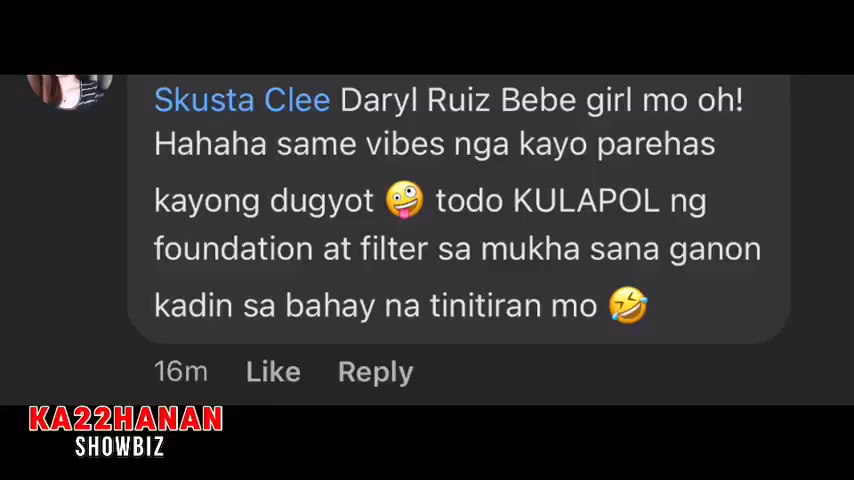 Skusta Clee Daryl Ruiz Bebe girl mo oh!
Hahaha same vibes nga kayo parehas
kayong dugyot 🤪 todo KULAPOL ng
foundation at filter sa mukha sana ganon
kadin sa bahay na tinitiran mo 🤣
16m Like Reply
KA22HANAN
SHOWBIZ